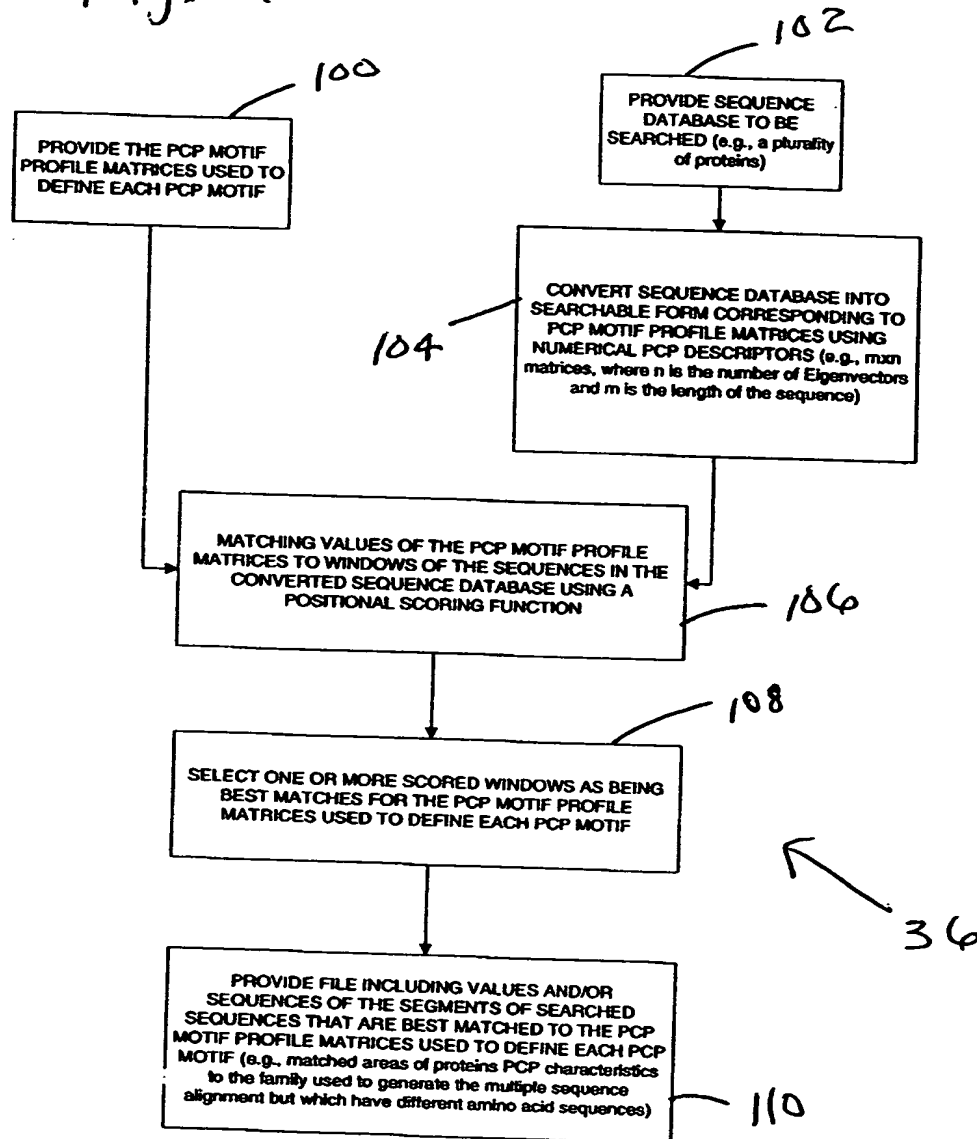 102
100
PROVIDE THE PCP MOTIF
PROFILE MATRICES USED TO
DEFINE EACH PCP MOTIF
PROVIDE SEQUENCE
DATABASE TO BE
SEARCHED (e.g., a plurality
of proteins)
104
CONVERT SEQUENCE DATABASE INTO
SEARCHABLE FORM CORRESPONDING TO
PCP MOTIF PROFILE MATRICES USING
NUMERICAL PCP DESCRIPTORS (e.g., mxn
matrices, where n is the number of Eigenvectors
and m is the length of the sequence)
MATCHING VALUES OF THE PCP MOTIF PROFILE
MATRICES TO WINDOWS OF THE SEQUENCES IN THE
CONVERTED SEQUENCE DATABASE USING A
POSITIONAL SCORING FUNCTION
106
108
SELECT ONE OR MORE SCORED WINDOWS AS BEING
BEST MATCHES FOR THE PCP MOTIF PROFILE
MATRICES USED TO DEFINE EACH PCP MOTIF
36
PROVIDE FILE INCLUDING VALUES AND/OR
SEQUENCES OF THE SEGMENTS OF SEARCHED
SEQUENCES THAT ARE BEST MATCHED TO THE PCP
MOTIF PROFILE MATRICES USED TO DEFINE EACH PCP
MOTIF (e.g., matched areas of proteins PCP characteristics
to the family used to generate the multiple sequence
alignment but which have different amino acid sequences)
110